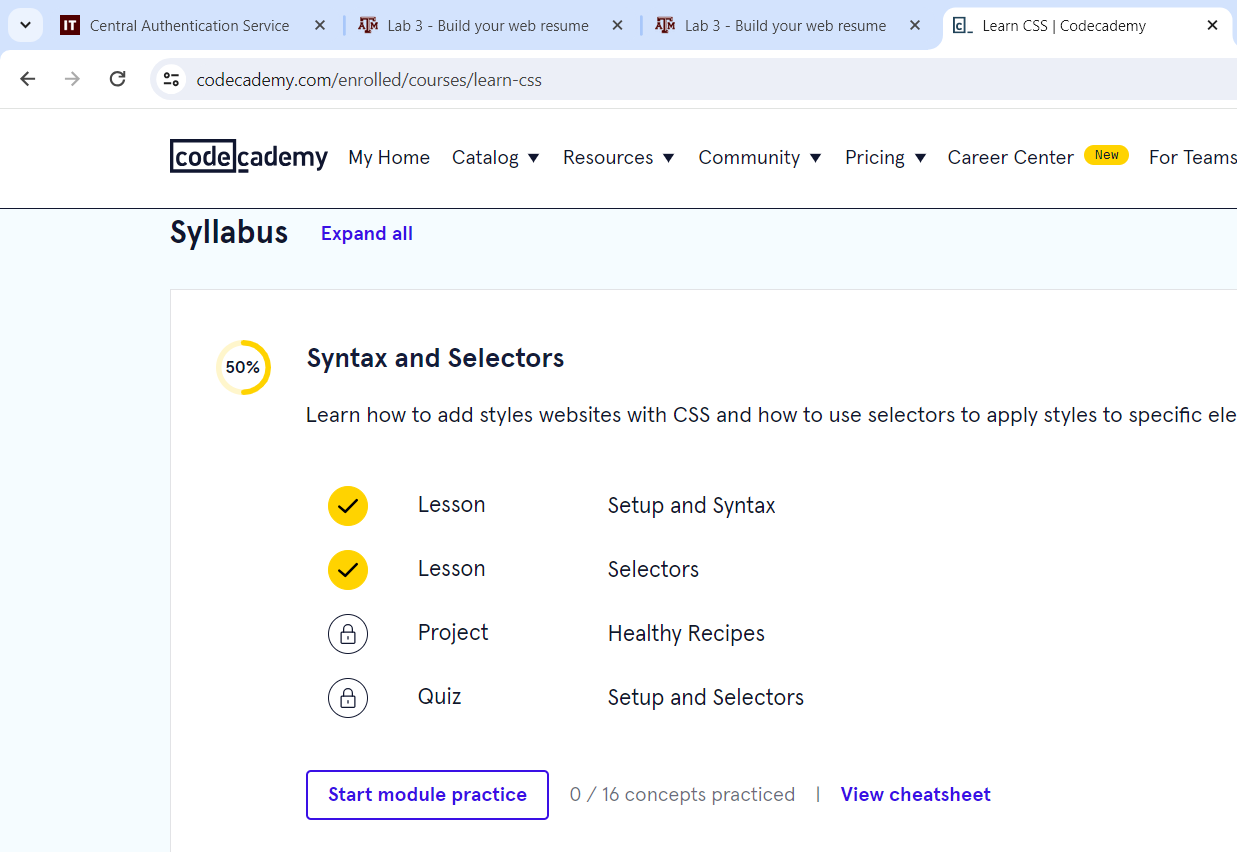 Central Authentication Service
Lab 3 - Build your web resume
Lab 3 - Build your web resume
Learn CSS | Codecademy
codecademy.com/enrolled/courses/learn-css
codecademy My Home Catalog Resources Community Pricing Career Center New For Teams
Syllabus Expand all
50% Syntax and Selectors
Learn how to add styles websites with CSS and how to use selectors to apply styles to specific ele
Lesson Setup and Syntax
Lesson Selectors
Project Healthy Recipes
Quiz Setup and Selectors
Start module practice 0 / 16 concepts practiced | View cheatsheet